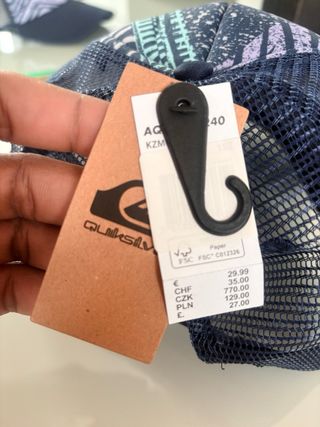 AQ
240
KZM
Paper
FSC
FSC® C012326
QUIKSILV
29.99
€ 35.00
CHF 770.00
CZK 129.00
PLN 27.00
£.